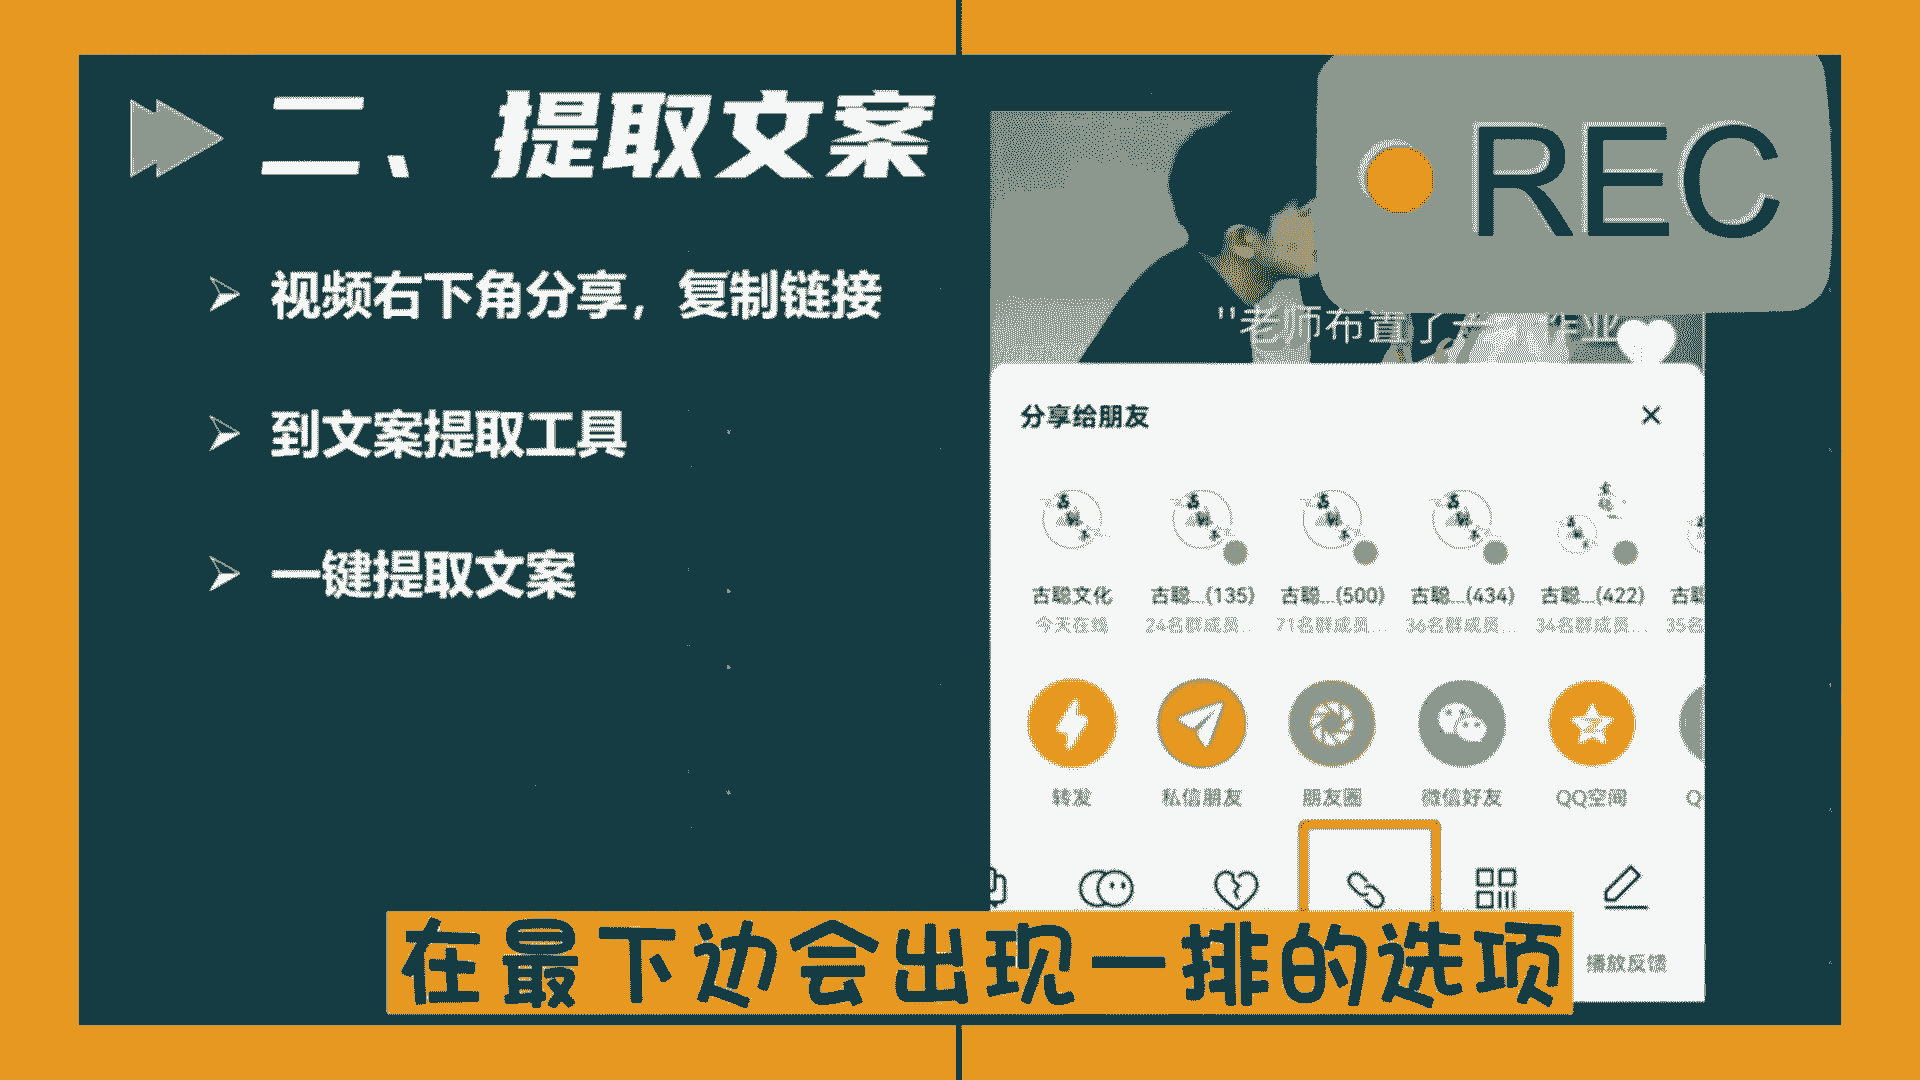 二、提取文案
视频右下角分享，复制链接
到文案提取工具
一键提取文案
REC
"老师布置了一
作业
分享给朋友
古聪文化
古聪...(135)
古聪...(500)
古聪...(434)
古聪...(422)
古聪
今天在线
24名群成员...
71名群成员...
36名群成员...
34名群成员...
35名
转发
私信朋友
朋友圈
微信好友
QQ空间
Q
播放反馈
在最下边会出现一排的选项